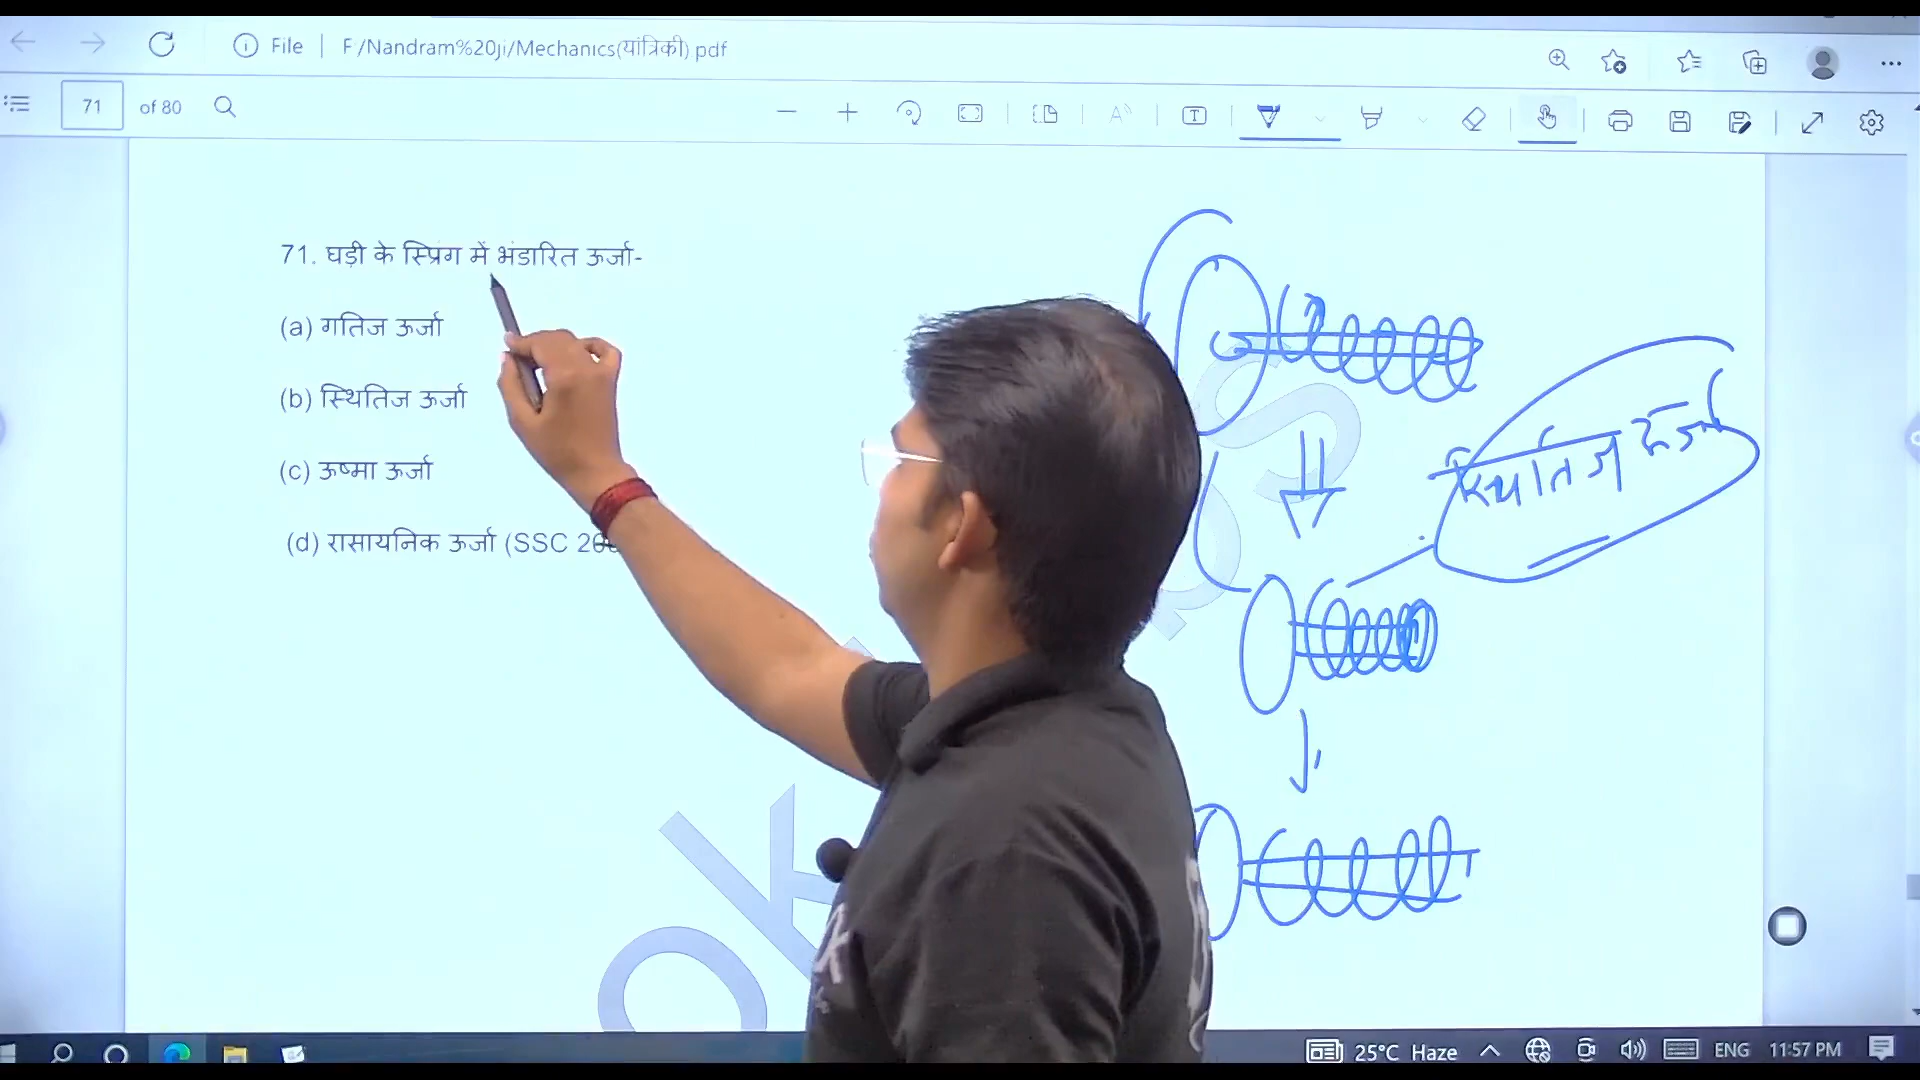 File | F:/Nandram%20ji/Mechanics(यांत्रिकी).pdf
71 of 80
71. घड़ी के स्प्रिंग में भंडारित ऊर्जा-
(a) गतिज ऊर्जा
(b) स्थितिज ऊर्जा
(c) ऊष्मा ऊर्जा
(d) रासायनिक ऊर्जा (SSC
स्थितिज ऊर्जा
25°C Haze
ENG
11:57 PM